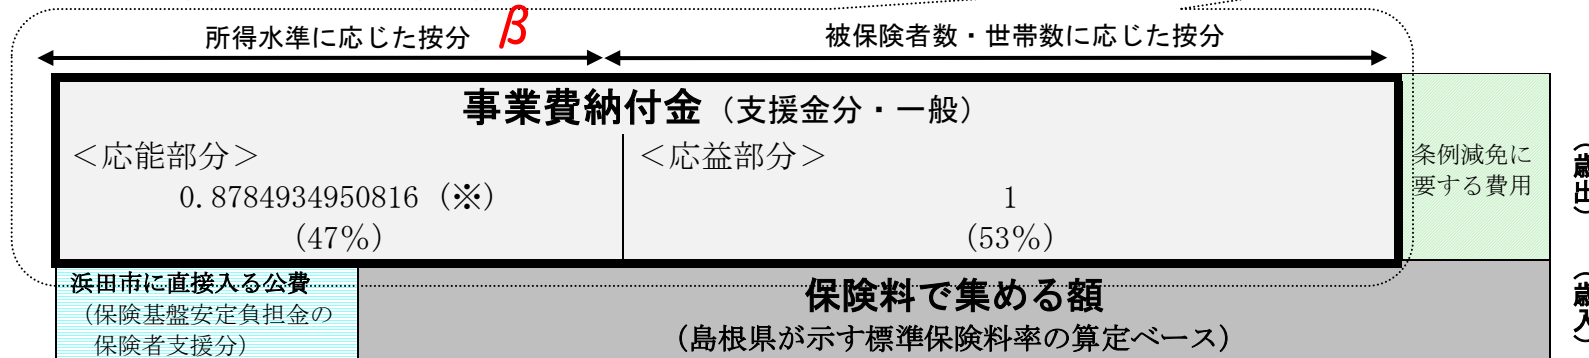 所得水準に応じた按分 β 被保険者数・世帯数に応じた按分
事業費納付金（支援金分・一般）
＜応能部分＞
0.8784934950816（※）
(47%)
＜応益部分＞
1
(53%)
条例減免に
要する費用
（歳出）
浜田市に直接入る公費
（保険基盤安定負担金の
保険者支援分）
保険料で集める額
（島根県が示す標準保険料率の算定ベース）
（歳入）